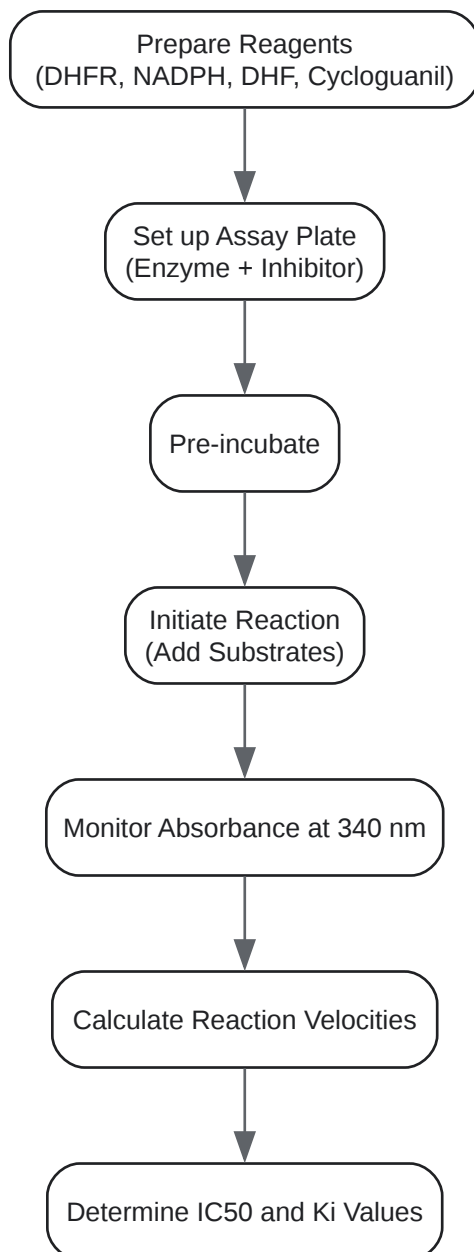 Prepare Reagents
(DHFR, NADPH, DHF, Cycloguanil)
Set up Assay Plate
(Enzyme + Inhibitor)
Pre-incubate
Initiate Reaction
(Add Substrates)
Monitor Absorbance at 340 nm
Calculate Reaction Velocities
Determine IC50 and Ki Values